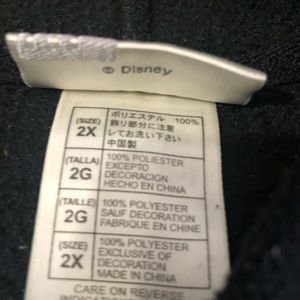 © Disney
(SIZE) 2X
ポリエステル 100%
飾り部分に注意
してお洗い下さい
中国製
(TALLA) 2G
100% POLYESTER
EXCEPTO
DECORACION
HECHO EN CHINA
(TAILLE) 2G
100% POLYESTER
SAUF DECORATION
FABRIQUE EN CHINE
(SIZE) 2X
100% POLYESTER
EXCLUSIVE OF
DECORATION
MADE IN CHINA
CARE ON REVERSE